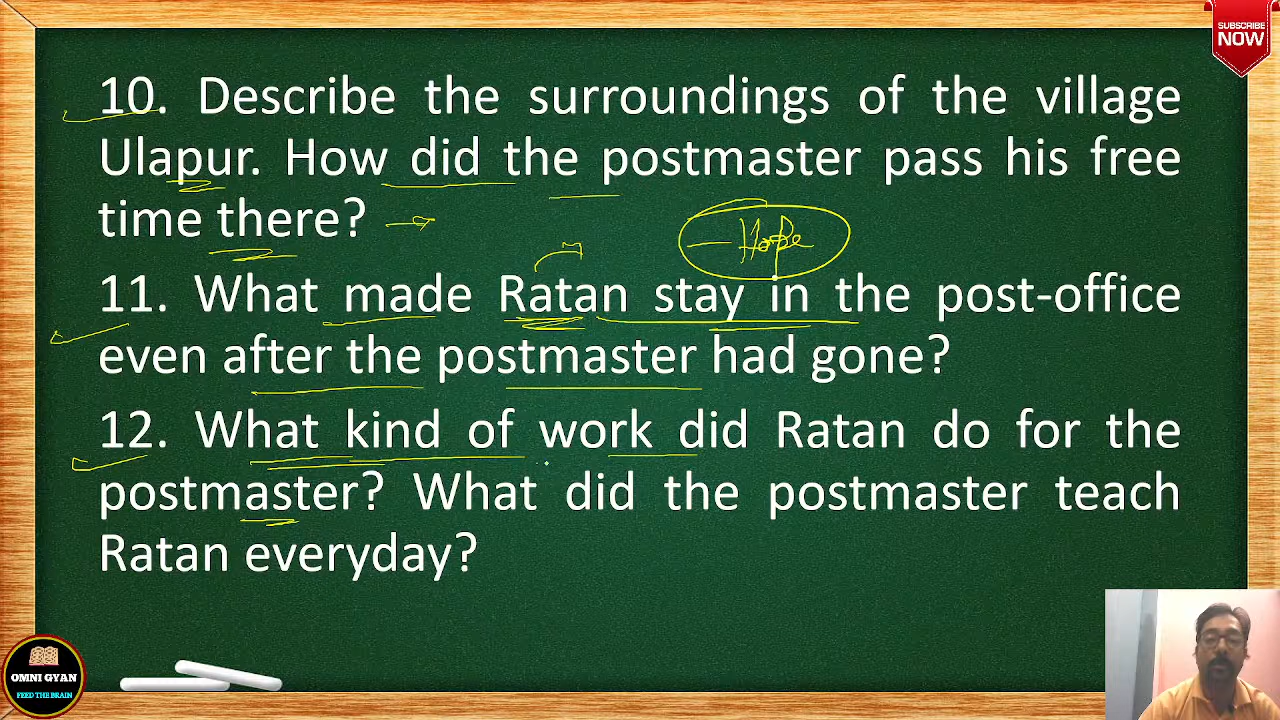 SUBSCRIBE
NOW
10. Describe the surroundings of the village
Ulapur. How did the postmaster pass his free
time there?
- Hope
11. What made Ratan stay in the post-office
even after the postmaster had gone?
12. What kind of work did Ratan do for the
postmaster? What did the postmaster teach
Ratan everyday?
OMNI GYAN
FEED THE BRAIN